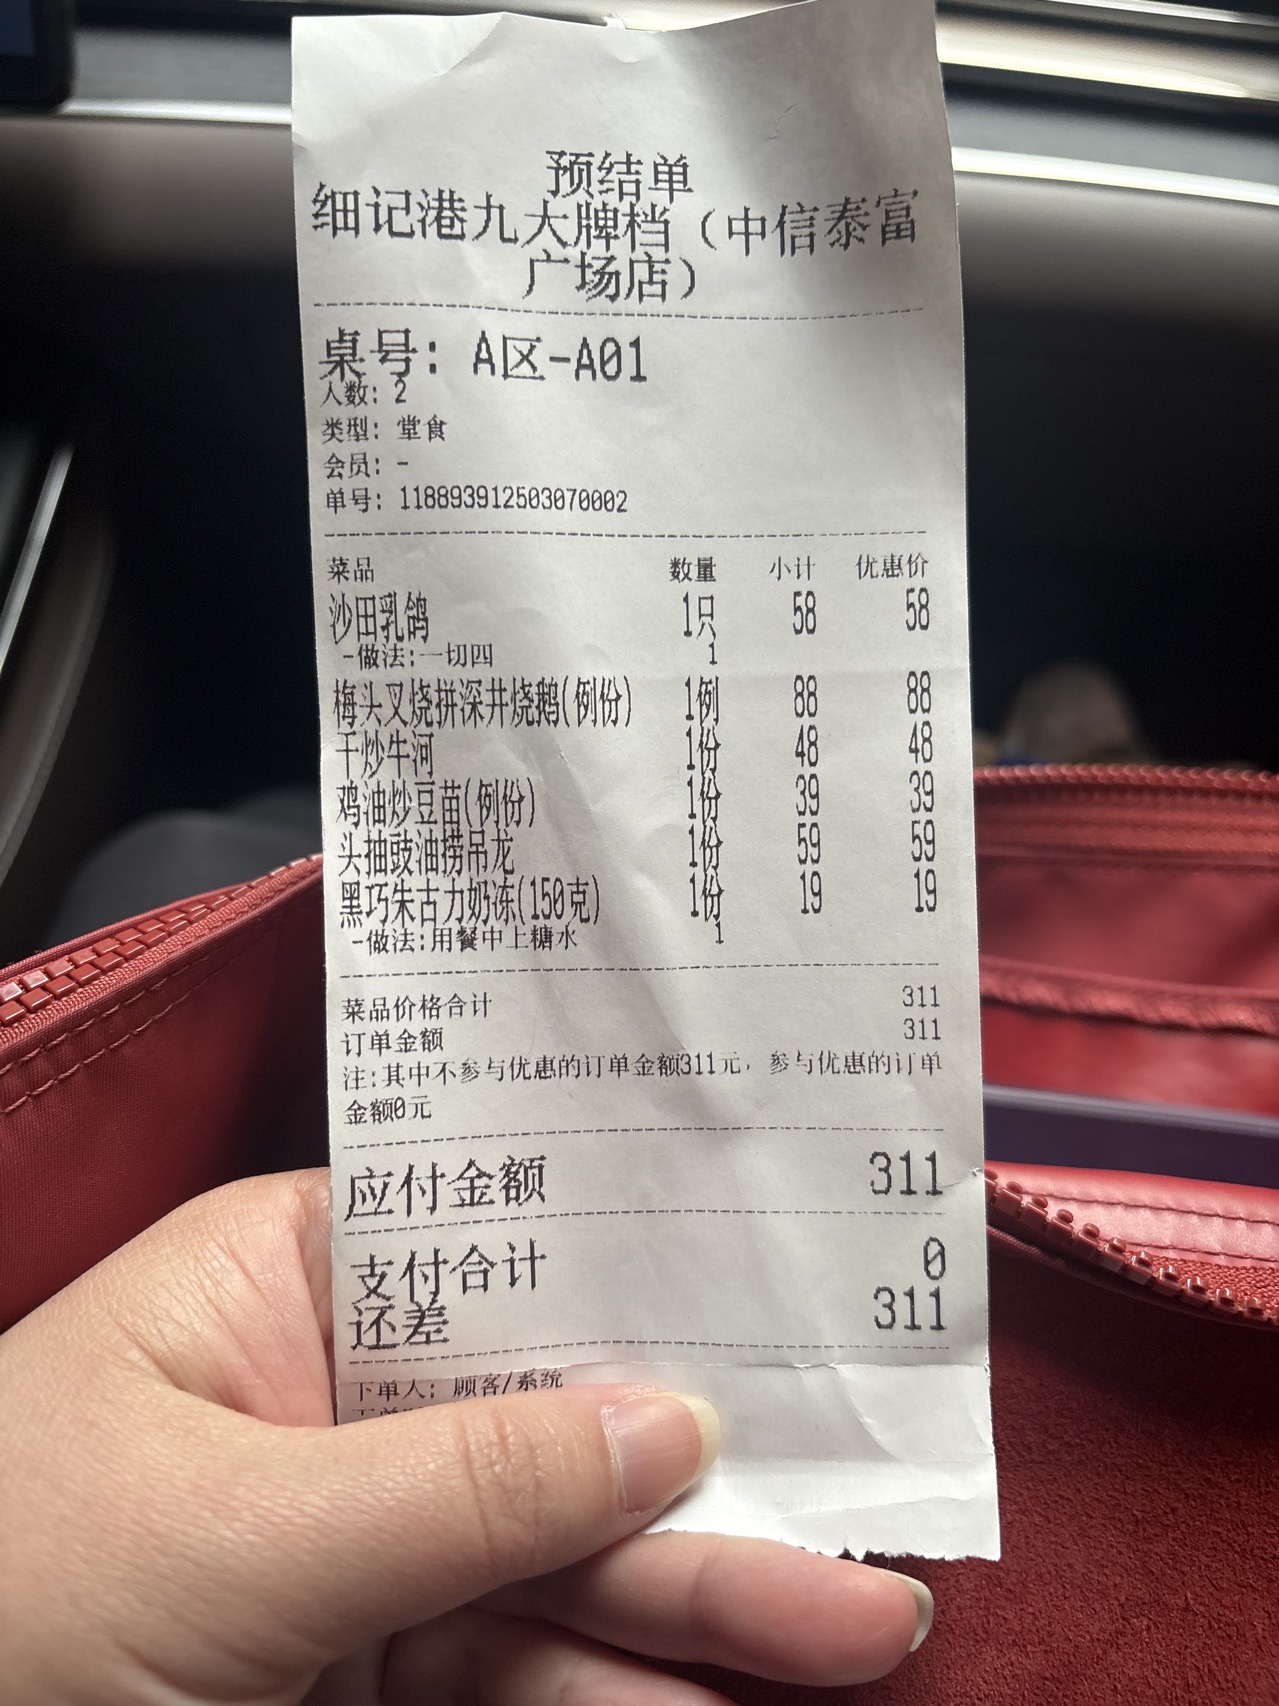 预结单
细记港九大牌档（中信泰富
广场店）
桌号: A区-A01
人数: 2
类型: 堂食
会员: -
单号: 118893912503070002
菜品 数量 小计 优惠价
沙田乳鸽 1只 58 58
-做法:一切四 1
梅头叉烧拼深井烧鹅(例份) 1例 88 88
干炒牛河 1份 48 48
鸡油炒豆苗(例份) 1份 39 39
头抽豉油捞吊龙 1份 59 59
黑巧朱古力奶冻(150克) 1份 19 19
-做法:用餐中上糖水 1
菜品价格合计 311
订单金额 311
注:其中不参与优惠的订单金额311元，参与优惠的订单
金额0元
应付金额 311
支付合计 0
还差 311
下单人: 顾客/系统